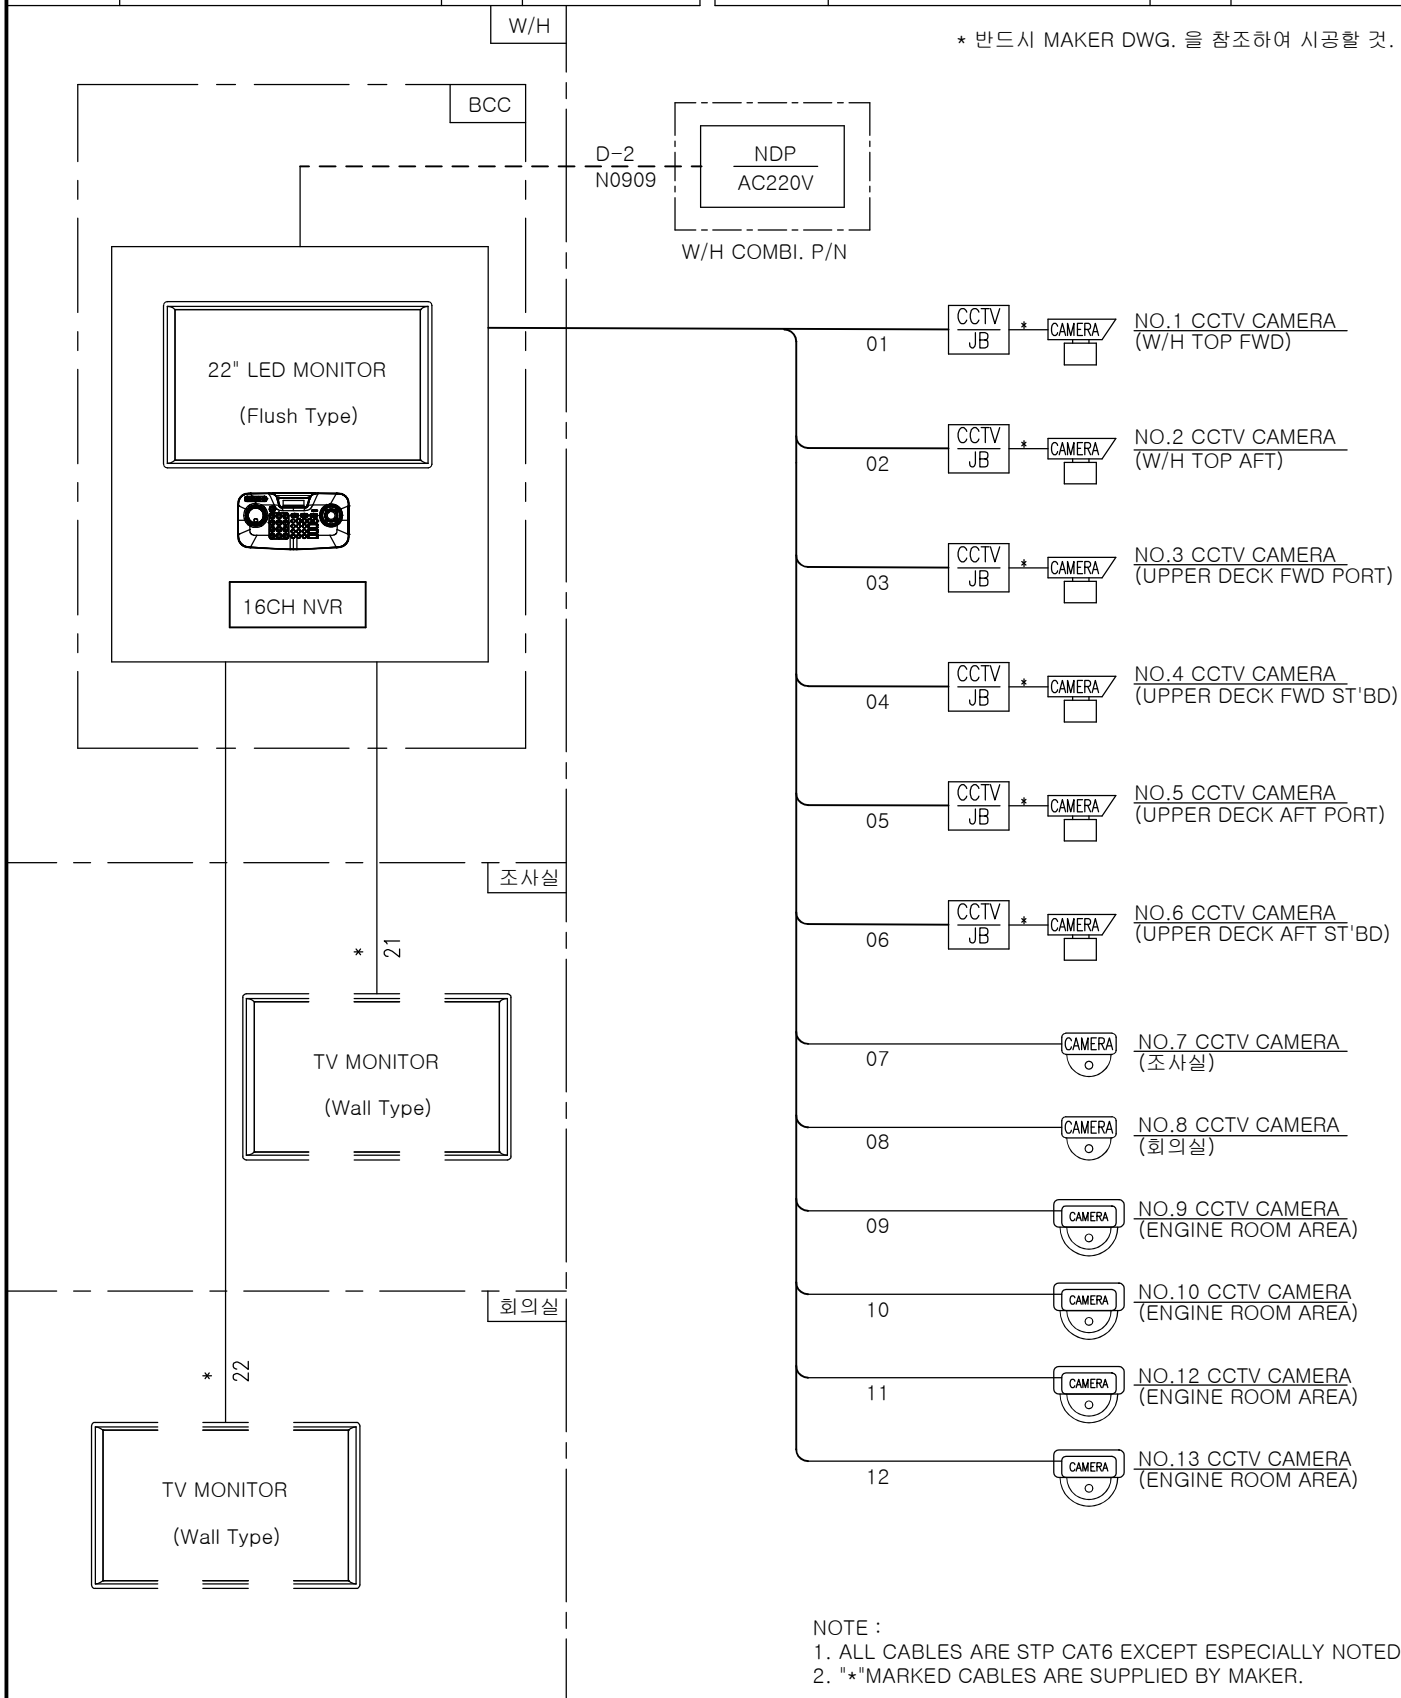 W/H
* 반드시 MAKER DWG. 을 참조하여 시공할 것.
BCC
D-2
N0909
NDP
AC220V
W/H COMBI. P/N
22" LED MONITOR
(Flush Type)
16CH NVR
01
CCTV
JB
*
CAMERA
NO.1 CCTV CAMERA
(W/H TOP FWD)
02
CCTV
JB
*
CAMERA
NO.2 CCTV CAMERA
(W/H TOP AFT)
03
CCTV
JB
*
CAMERA
NO.3 CCTV CAMERA
(UPPER DECK FWD PORT)
04
CCTV
JB
*
CAMERA
NO.4 CCTV CAMERA
(UPPER DECK FWD ST'BD)
05
CCTV
JB
*
CAMERA
NO.5 CCTV CAMERA
(UPPER DECK AFT PORT)
조사실
06
CCTV
JB
*
CAMERA
NO.6 CCTV CAMERA
(UPPER DECK AFT ST'BD)
* 21
TV MONITOR
(Wall Type)
07
CAMERA
NO.7 CCTV CAMERA
(조사실)
08
CAMERA
NO.8 CCTV CAMERA
(회의실)
09
CAMERA
NO.9 CCTV CAMERA
(ENGINE ROOM AREA)
회의실
10
CAMERA
NO.10 CCTV CAMERA
(ENGINE ROOM AREA)
* 22
11
CAMERA
NO.12 CCTV CAMERA
(ENGINE ROOM AREA)
12
CAMERA
NO.13 CCTV CAMERA
(ENGINE ROOM AREA)
TV MONITOR
(Wall Type)
NOTE :
1. ALL CABLES ARE STP CAT6 EXCEPT ESPECIALLY NOTED
2. "*"MARKED CABLES ARE SUPPLIED BY MAKER.